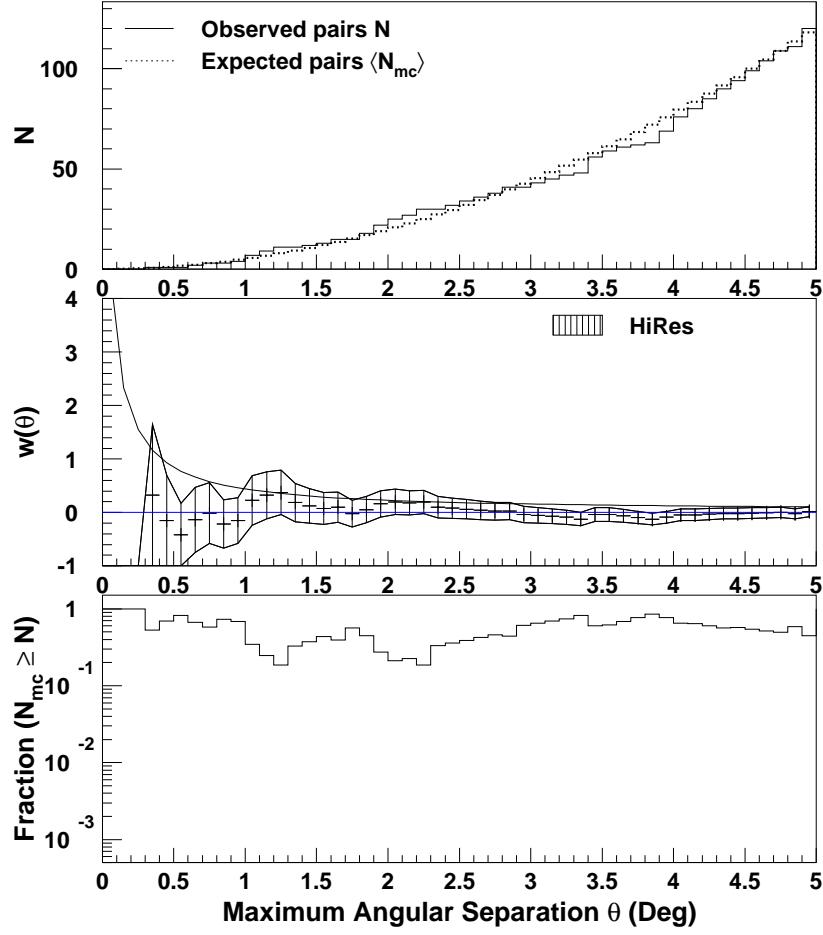 Observed pairs N
Expected pairs ⟨N_mc⟩
N
100
50
0
0 0.5 1 1.5 2 2.5 3 3.5 4 4.5 5
HiRes
w(θ)
4
3
2
1
0
-1
0 0.5 1 1.5 2 2.5 3 3.5 4 4.5 5
Fraction (N_mc ≥ N)
1
10 -1
10 -2
10 -3
0 0.5 1 1.5 2 2.5 3 3.5 4 4.5 5
Maximum Angular Separation θ (Deg)